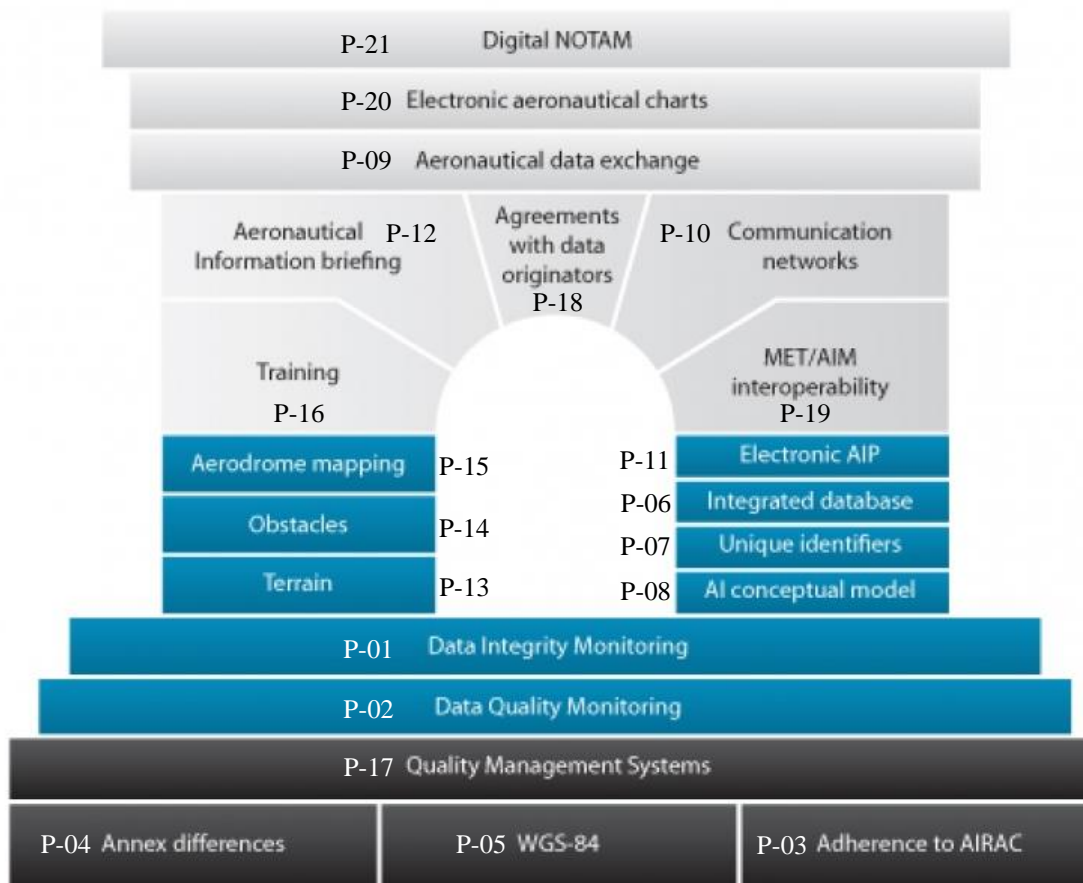 P-21 Digital NOTAM
P-20 Electronic aeronautical charts
P-09 Aeronautical data exchange
Aeronautical P-12
Information briefing
Agreements
with data
originators
P-18
P-10 Communication
networks
Training
P-16
MET/AIM
interoperability
P-19
Aerodrome mapping P-15
Obstacles P-14
Terrain P-13
P-11 Electronic AIP
P-06 Integrated database
P-07 Unique identifiers
P-08 AI conceptual model
P-01 Data Integrity Monitoring
P-02 Data Quality Monitoring
P-17 Quality Management Systems
P-04 Annex differences
P-05 WGS-84
P-03 Adherence to AIRAC